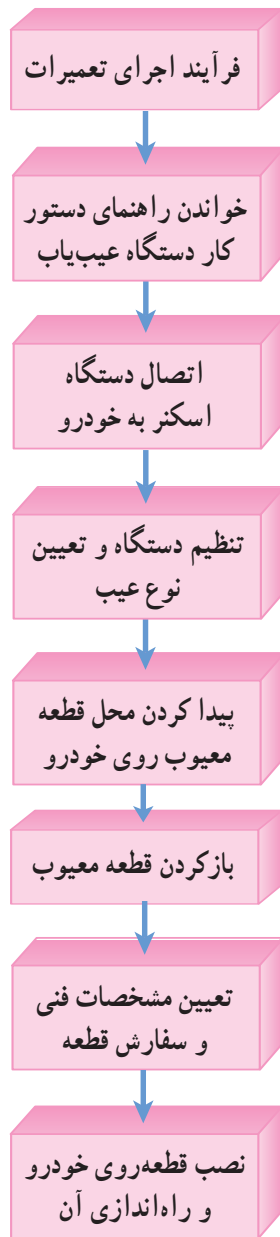 فرآیند اجرای تعمیرات
خواندن راهنمای دستور
کار دستگاه عیب‌یاب
اتصال دستگاه
اسکنر به خودرو
تنظیم دستگاه و تعیین
نوع عیب
پیدا کردن محل قطعه
معیوب روی خودرو
بازکردن قطعه معیوب
تعیین مشخصات فنی
و سفارش قطعه
نصب قطعه‌روی خودرو
و راه‌اندازی آن